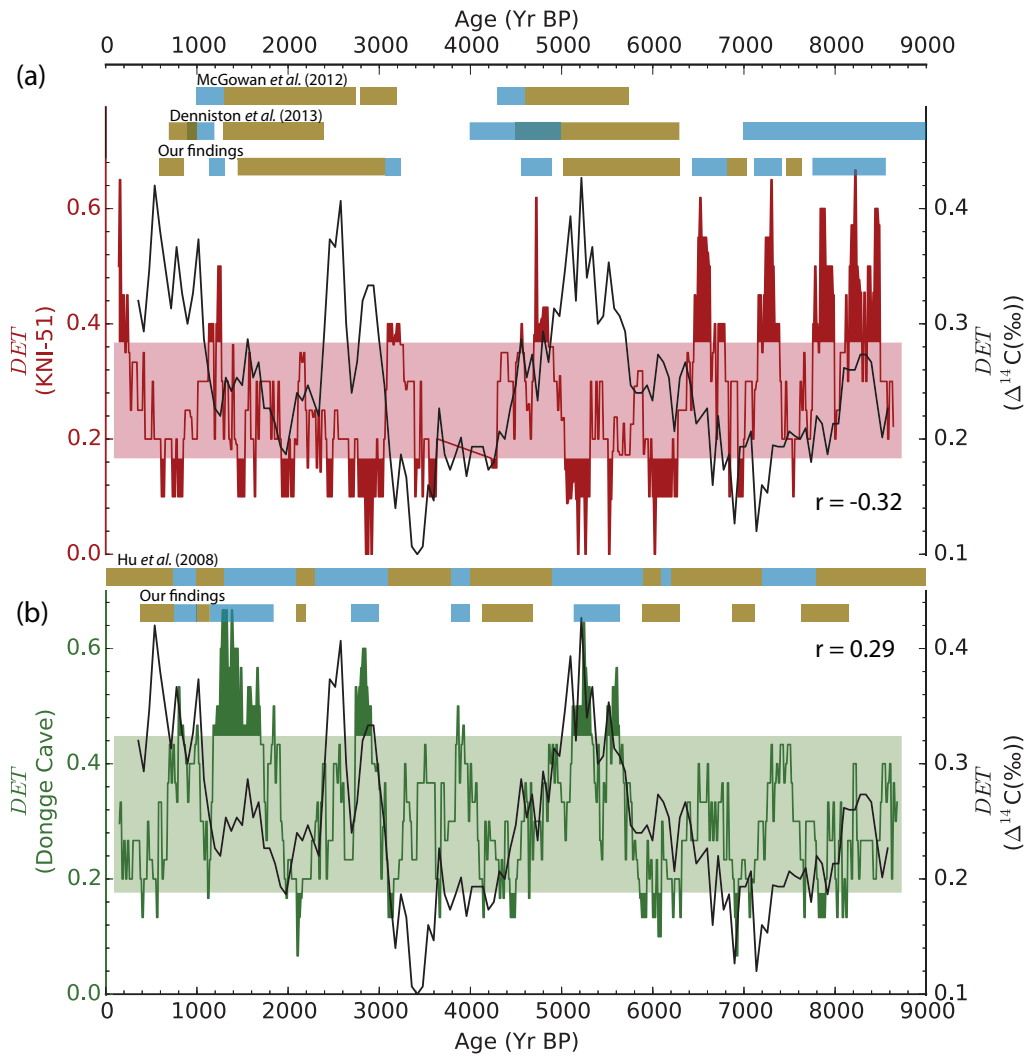 Age (Yr BP)
0 1000 2000 3000 4000 5000 6000 7000 8000 9000
(a)
McGowan et al. (2012)
Denniston et al. (2013)
Our findings
0.6
0.4
0.2
0.0
DET
(KNI-51)
0.4
0.3
0.2
0.1
DET
(Δ¹⁴C(‰))
r = -0.32
Hu et al. (2008)
(b)
Our findings
r = 0.29
0.6
0.4
0.2
0.0
DET
(Dongge Cave)
0.4
0.3
0.2
0.1
DET
(Δ¹⁴C(‰))
0 1000 2000 3000 4000 5000 6000 7000 8000 9000
Age (Yr BP)